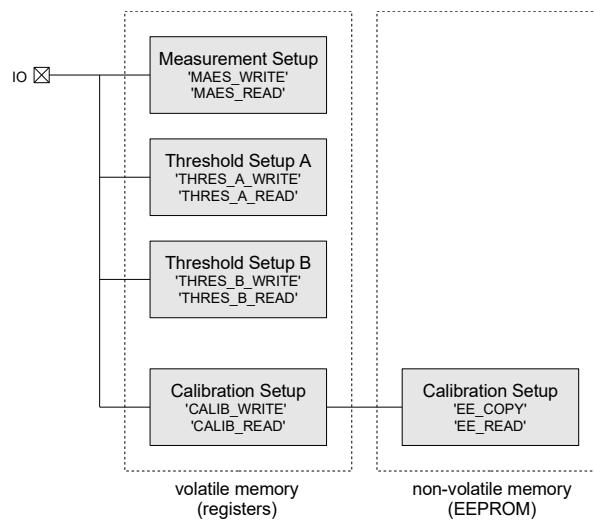 IO
Measurement Setup
'MAES_WRITE'
'MAES_READ'
Threshold Setup A
'THRES_A_WRITE'
'THRES_A_READ'
Threshold Setup B
'THRES_B_WRITE'
'THRES_B_READ'
Calibration Setup
'CALIB_WRITE'
'CALIB_READ'
Calibration Setup
'EE_COPY'
'EE_READ'
volatile memory
(registers)
non-volatile memory
(EEPROM)